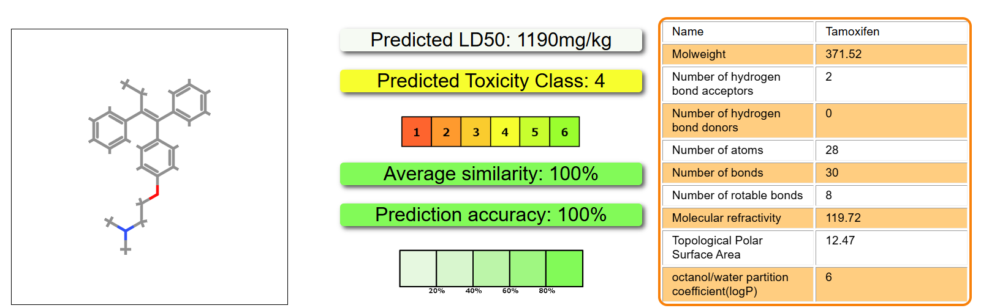 Predicted LD50: 1190mg/kg
Predicted Toxicity Class: 4
1 2 3 4 5 6
Average similarity: 100%
Prediction accuracy: 100%
20% 40% 60% 80%
Name Tamoxifen
Molweight 371.52
Number of hydrogen
bond acceptors 2
Number of hydrogen
bond donors 0
Number of atoms 28
Number of bonds 30
Number of rotable bonds 8
Molecular refractivity 119.72
Topological Polar
Surface Area 12.47
octanol/water partition
coefficient(logP) 6